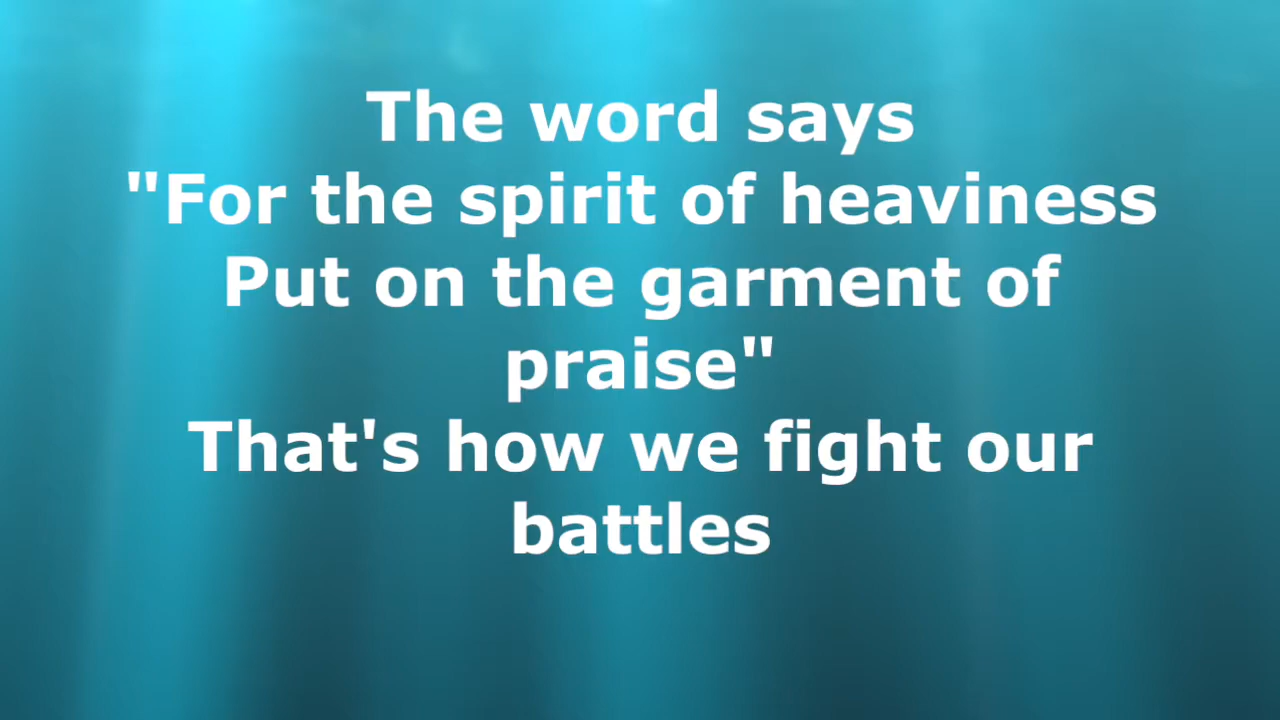 The word says
"For the spirit of heaviness
Put on the garment of
praise"
That's how we fight our
battles